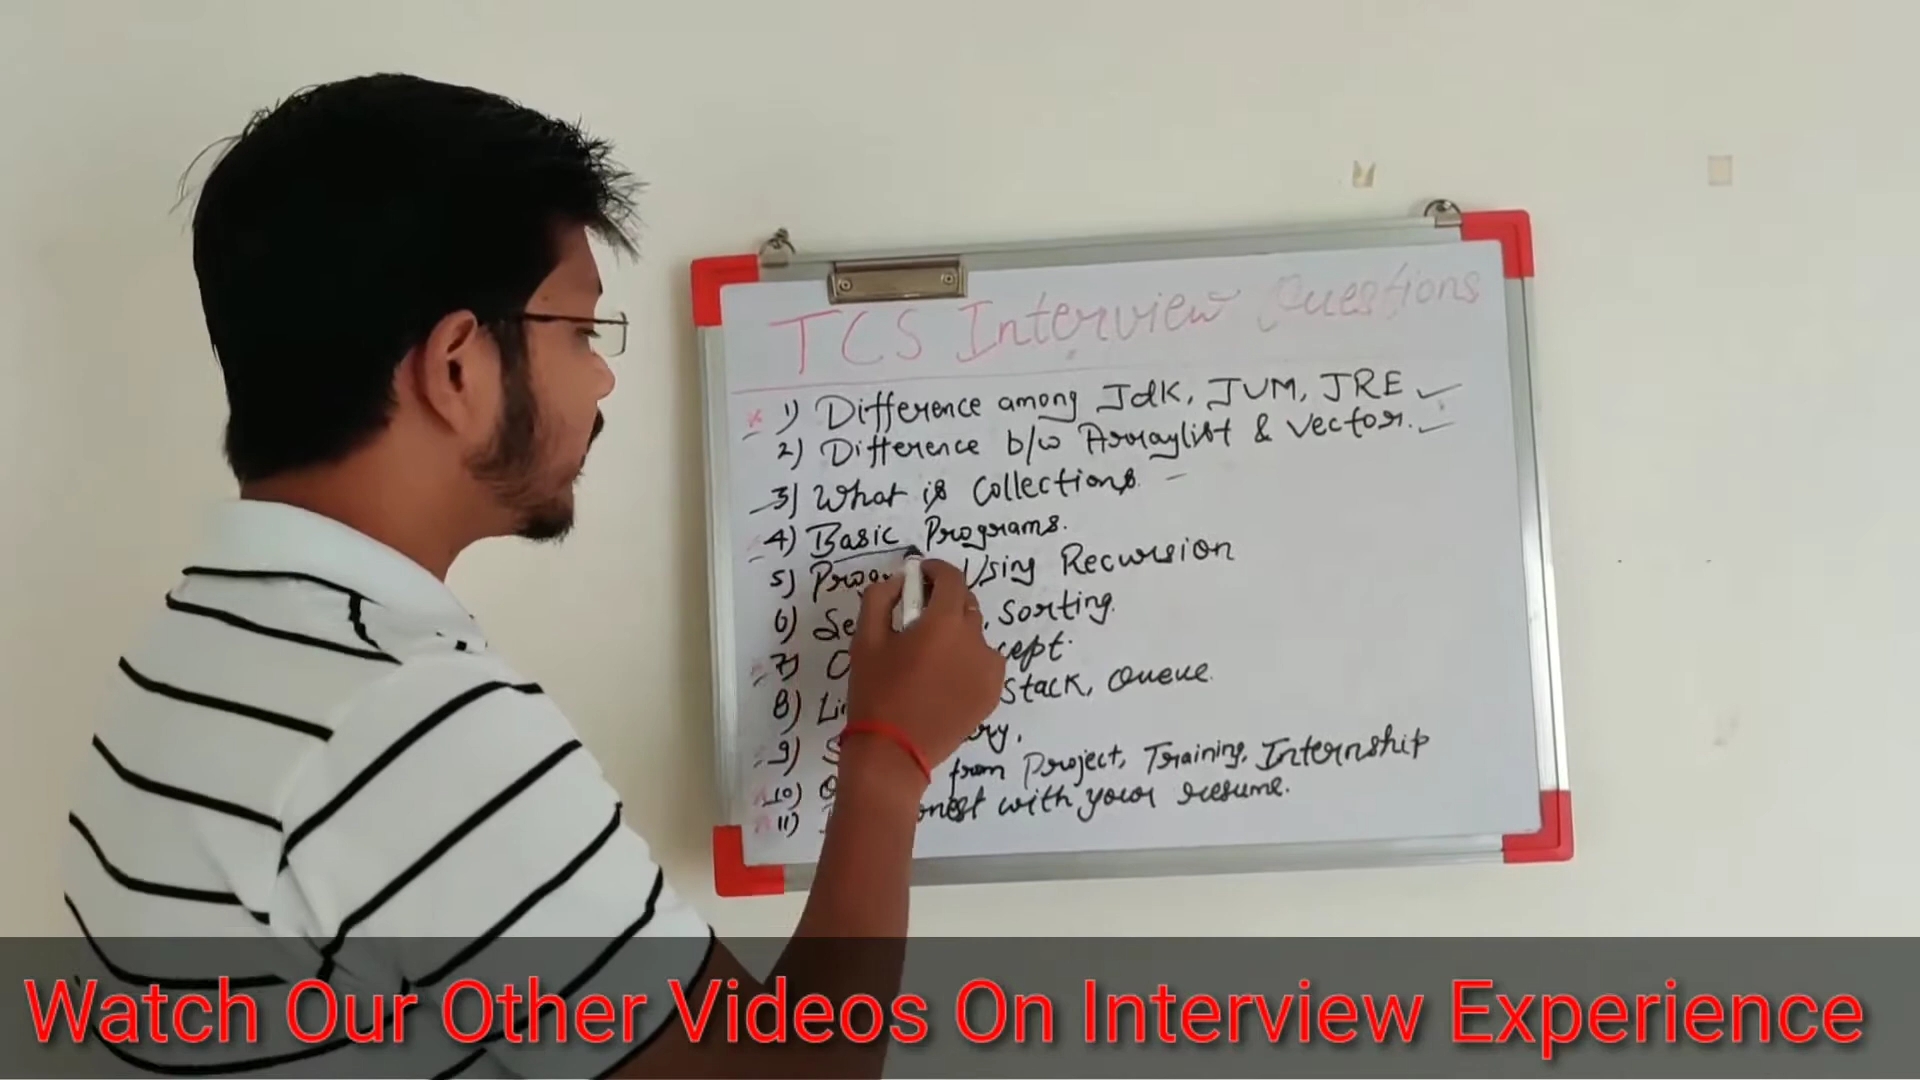 TCS Interview Questions
1) Difference among JdK, JVM, JRE
2) Difference b/w Arraylist & Vector.
3) What is Collections.
4) Basic Programs.
5) Using Recursion
6) , Sorting.
7)
8) Stack, Queue.
9)
10) from Project, Training, Internship
11) with your resume.
Watch Our Other Videos On Interview Experience